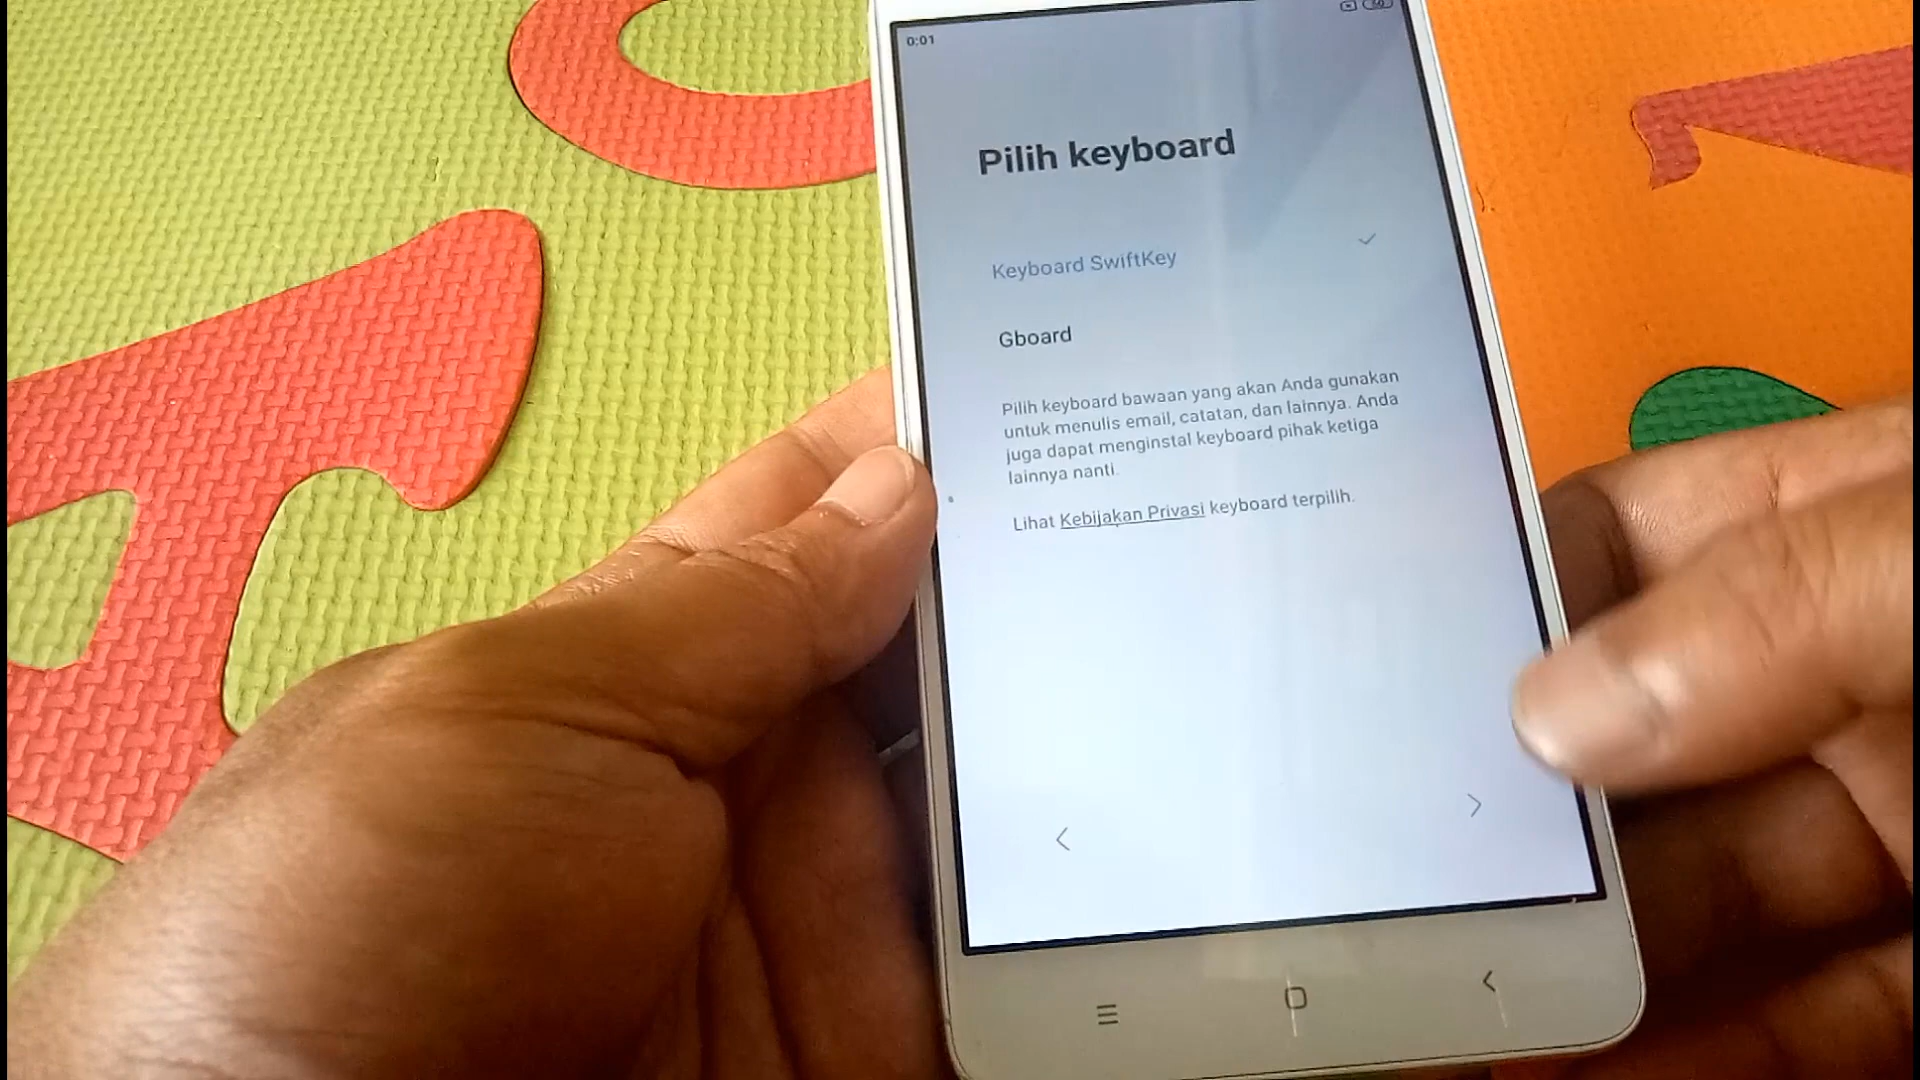 0:01
Pilih keyboard
Keyboard SwiftKey
Gboard
Pilih keyboard bawaan yang akan Anda gunakan
untuk menulis email, catatan, dan lainnya. Anda
juga dapat menginstal keyboard pihak ketiga
lainnya nanti.
Lihat Kebijakan Privasi keyboard terpilih.